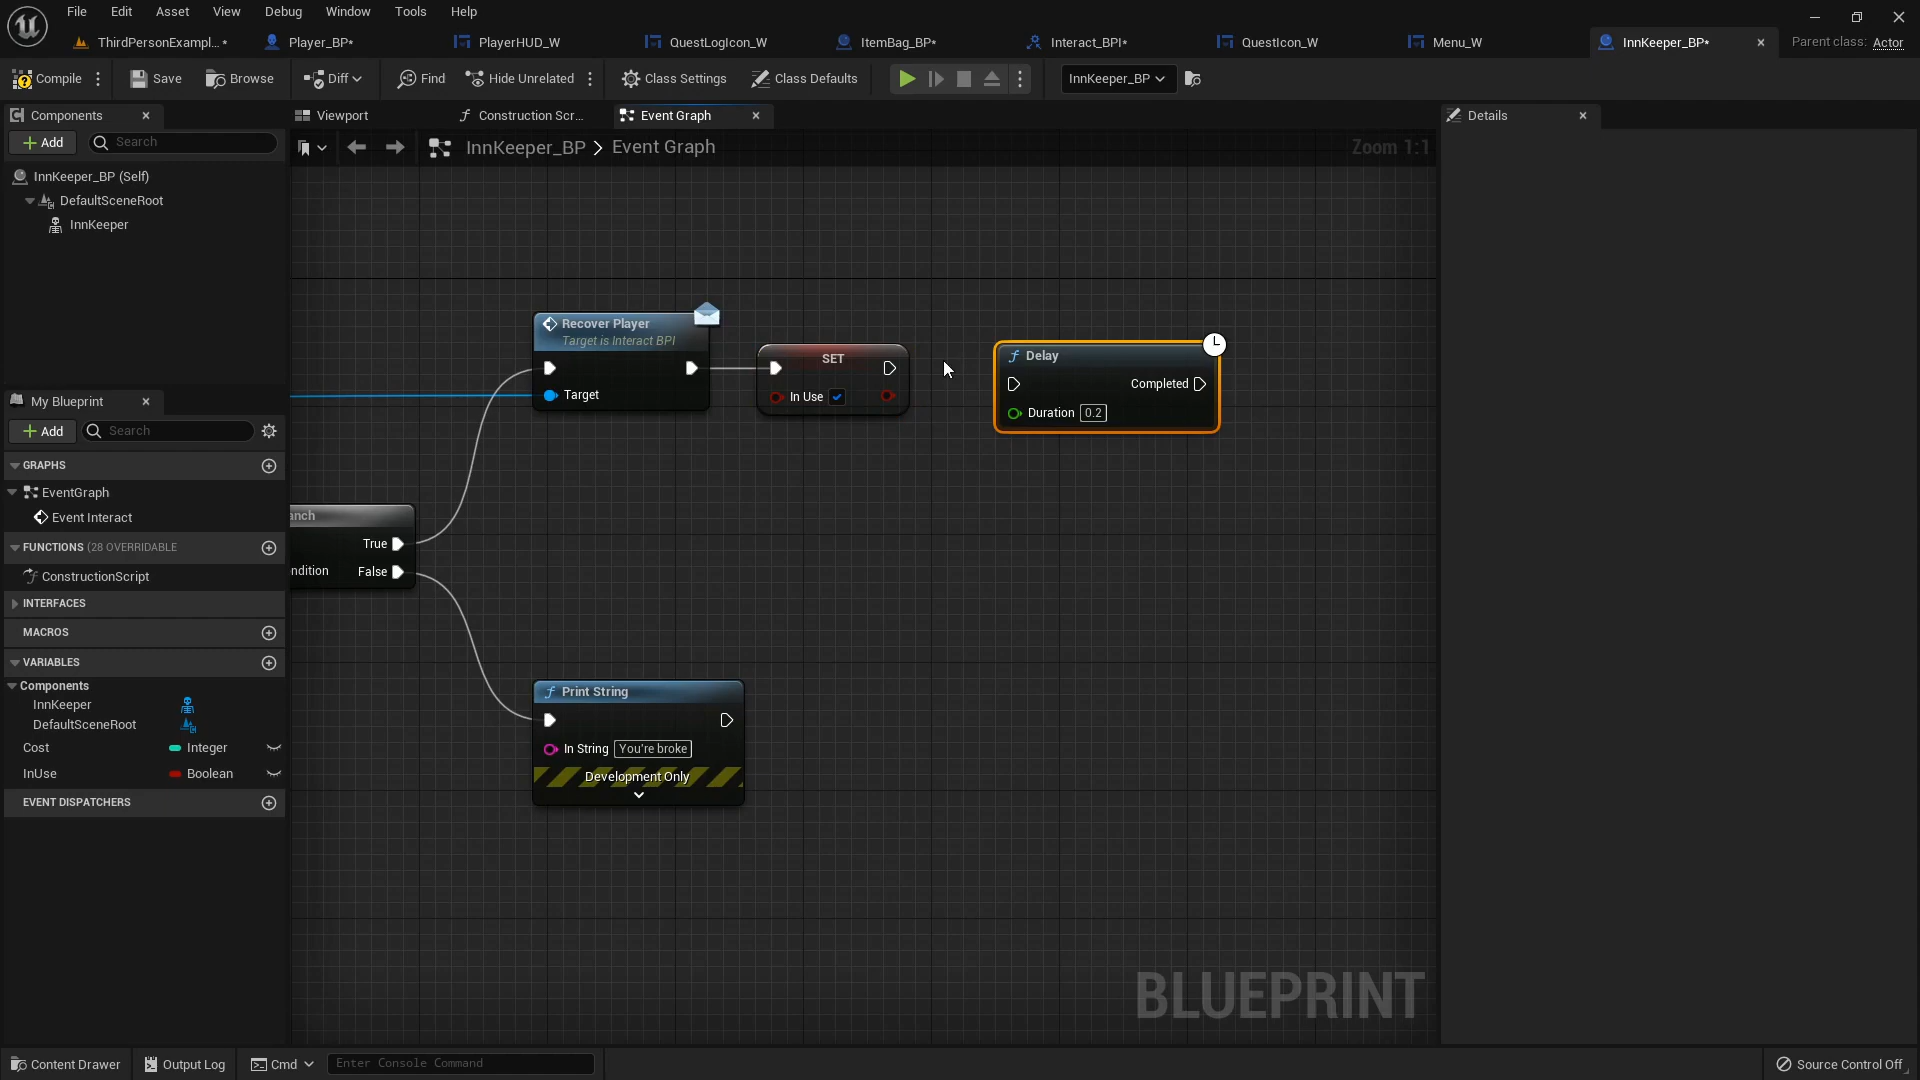 File Edit Asset View Debug Window Tools Help
ThirdPersonExampl...* Player_BP* PlayerHUD_W QuestLogIcon_W ItemBag_BP* Interact_BPI* QuestIcon_W Menu_W InnKeeper_BP* Parent class: Actor
Compile Save Browse Diff Find Hide Unrelated Class Settings Class Defaults InnKeeper_BP
Components Viewport Construction Scr... Event Graph Details
Add Search InnKeeper_BP > Event Graph Zoom 1:1
InnKeeper_BP (Self)
DefaultSceneRoot
InnKeeper
Recover Player
Target is Interact BPI
Target
SET
In Use
Delay
Completed
Duration 0.2
My Blueprint
Add Search
GRAPHS
EventGraph
Event Interact
FUNCTIONS (28 OVERRIDABLE
ConstructionScript
INTERFACES
MACROS
VARIABLES
Components
InnKeeper
DefaultSceneRoot
Cost Integer
InUse Boolean
EVENT DISPATCHERS
anch
True
ndition False
Print String
In String You're broke
Development Only
BLUEPRINT
Content Drawer Output Log Cmd Enter Console Command Source Control Off